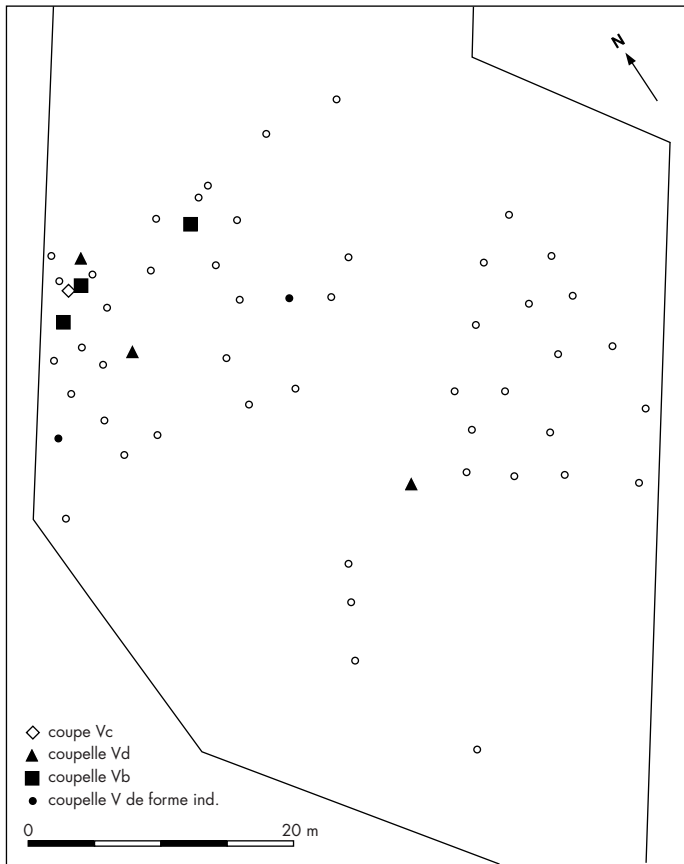 N
coupe Vc
coupelle Vd
coupelle Vb
coupelle V de forme ind.
0 20 m